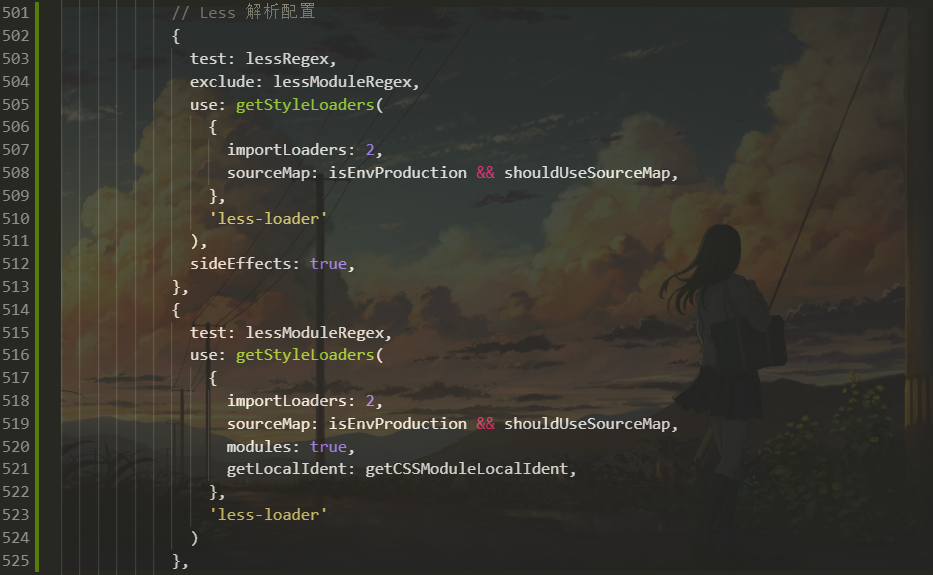 501 // Less 解析配置
502 {
503 test: lessRegex,
504 exclude: lessModuleRegex,
505 use: getStyleLoaders(
506 {
507 importLoaders: 2,
508 sourceMap: isEnvProduction && shouldUseSourceMap,
509 },
510 'less-loader'
511 ),
512 sideEffects: true,
513 },
514 {
515 test: lessModuleRegex,
516 use: getStyleLoaders(
517 {
518 importLoaders: 2,
519 sourceMap: isEnvProduction && shouldUseSourceMap,
520 modules: true,
521 getLocalIdent: getCSSModuleLocalIdent,
522 },
523 'less-loader'
524 )
525 },